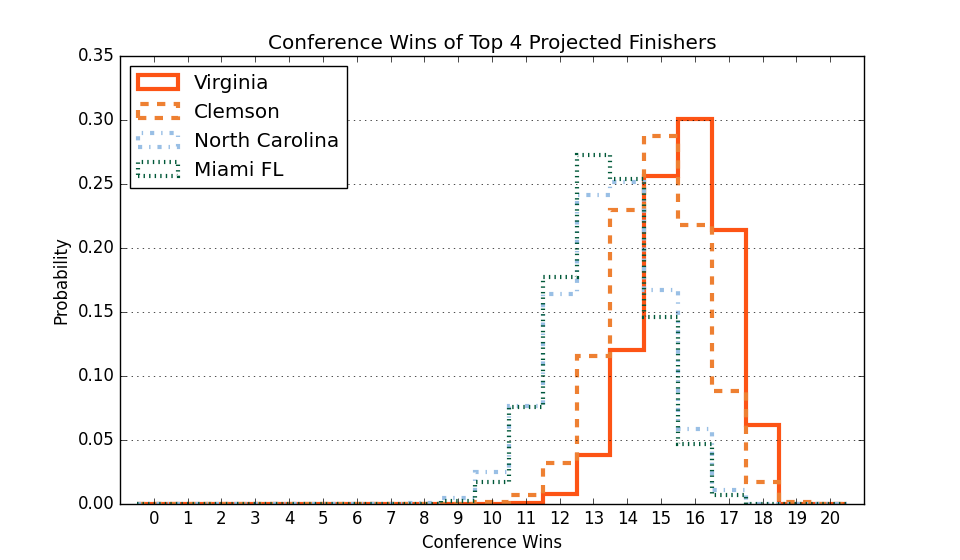 Conference Wins of Top 4 Projected Finishers
0.35
0.30
0.25
0.20
0.15
0.10
0.05
0.00
Probability
Virginia
Clemson
North Carolina
Miami FL
0 1 2 3 4 5 6 7 8 9 10 11 12 13 14 15 16 17 18 19 20
Conference Wins